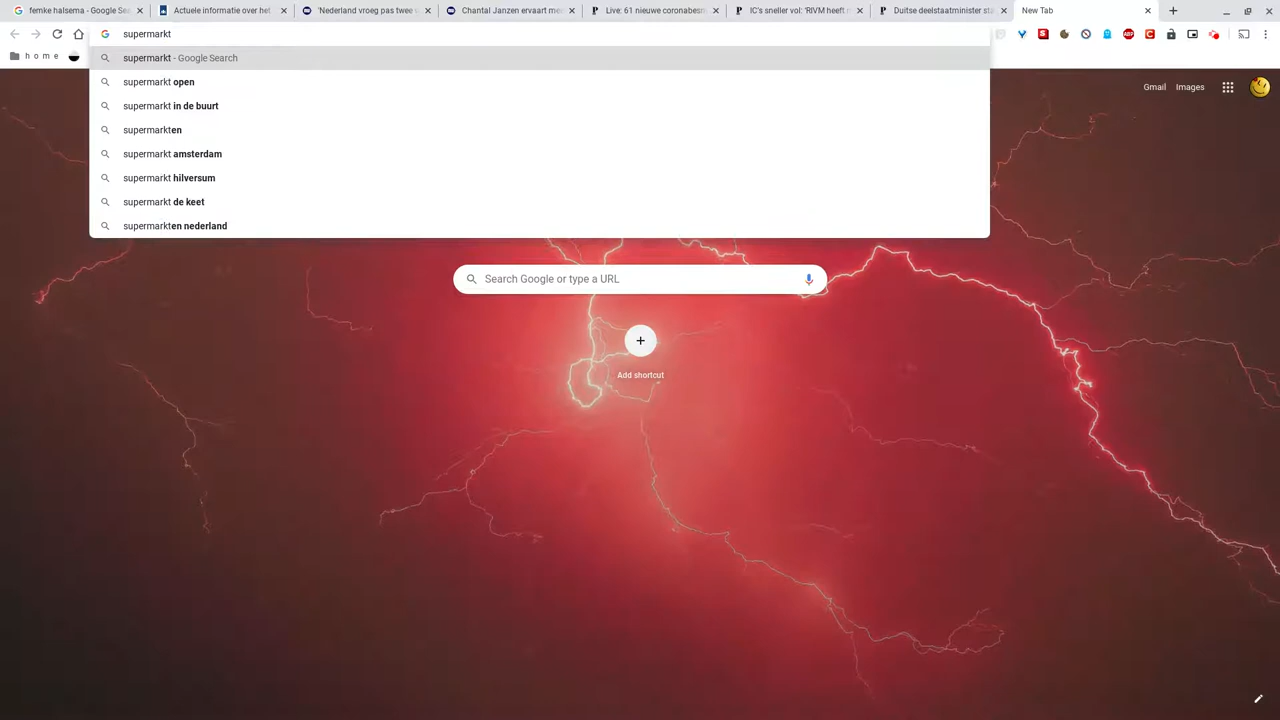 femke halsema - Google Sea
Actuele informatie over het
'Nederland vroeg pas twee s
Chantal Janzen ervaart me
Live: 61 nieuwe coronabesm
IC's sneller vol: 'RIVM heeft n
Duitse deelstaatminister sta
New Tab
supermarkt
home
supermarkt - Google Search
supermarkt open
supermarkt in de buurt
supermarkten
supermarkt amsterdam
supermarkt hilversum
supermarkt de keet
supermarkten nederland
Gmail Images
Search Google or type a URL
Add shortcut